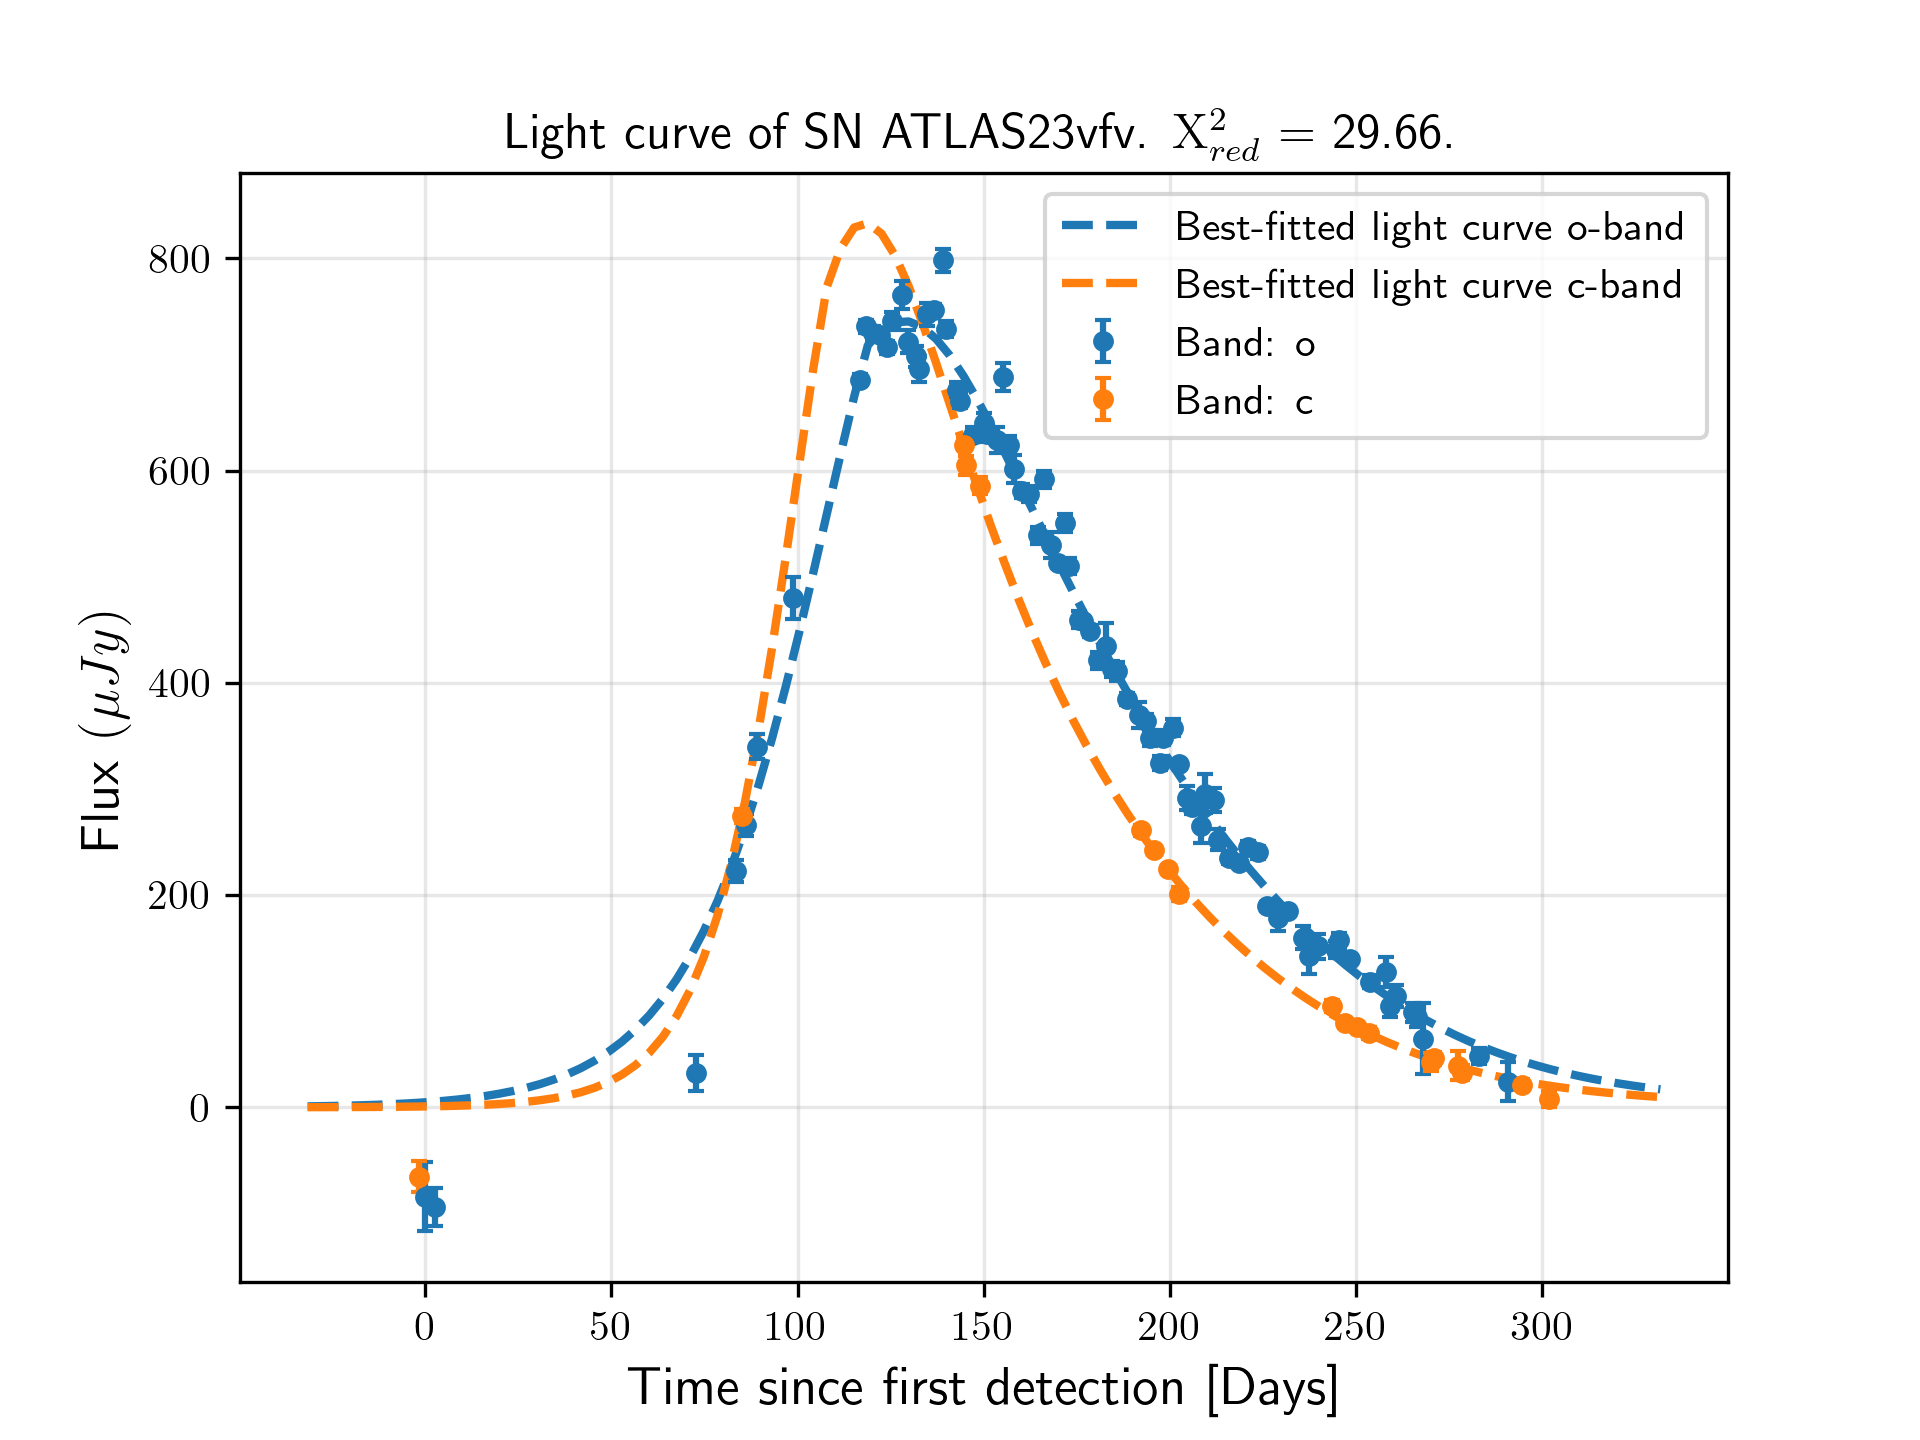 Light curve of SN ATLAS23vfv. X²_red = 29.66.
Best-fitted light curve o-band
Best-fitted light curve c-band
Band: o
Band: c
800
600
400
200
0
Flux (μJy)
0 50 100 150 200 250 300
Time since first detection [Days]